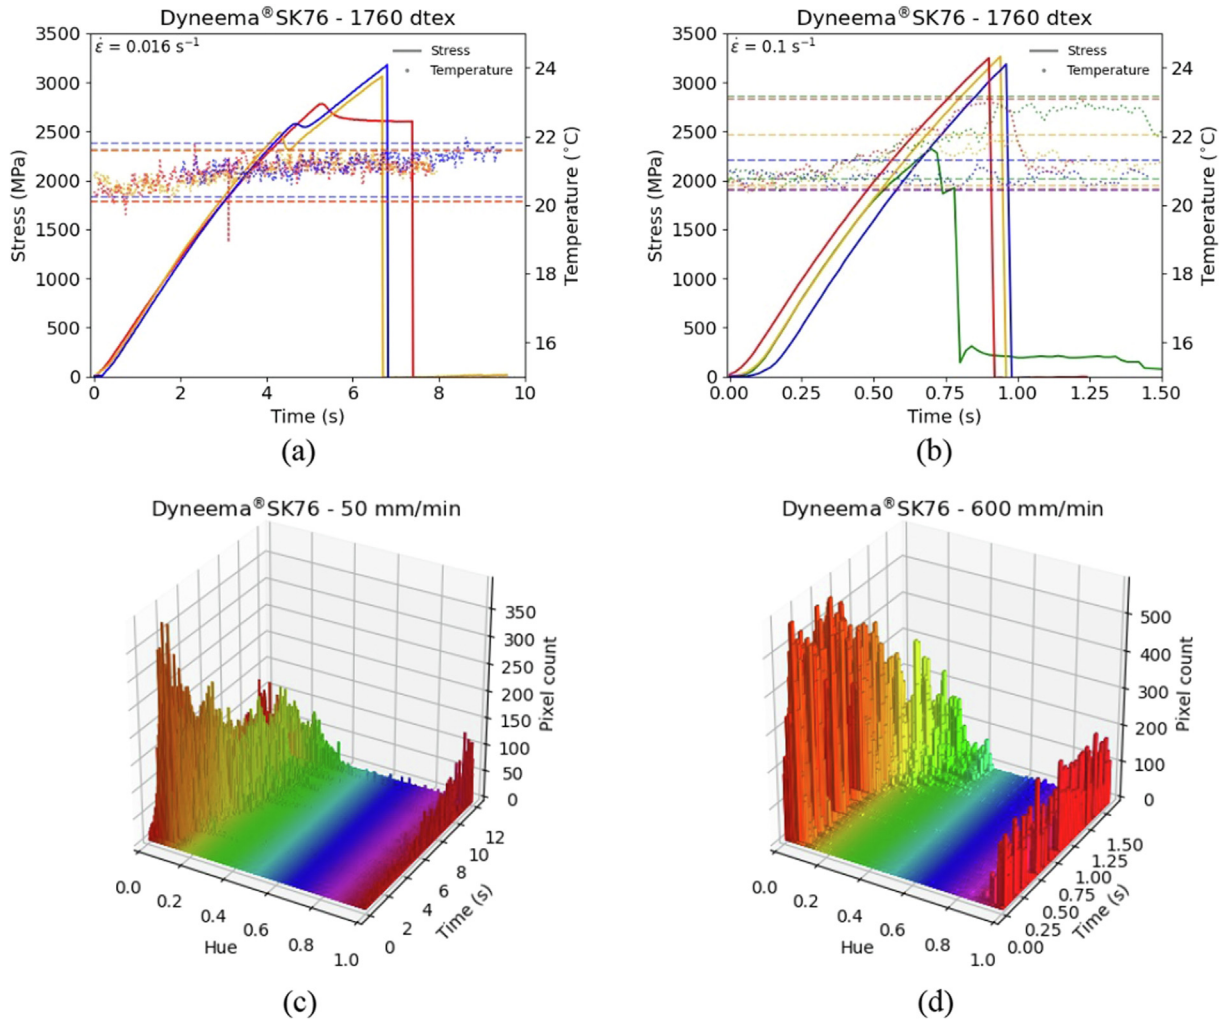 Dyneema®SK76 - 1760 dtex
ε̇ = 0.016 s⁻¹
Stress
Temperature
3500
3000
2500
2000
1500
1000
500
0
Stress (MPa)
24
22
20
18
16
Temperature (°C)
0 2 4 6 8 10
Time (s)
(a)
Dyneema®SK76 - 1760 dtex
ε̇ = 0.1 s⁻¹
Stress
Temperature
3500
3000
2500
2000
1500
1000
500
0
Stress (MPa)
24
22
20
18
16
Temperature (°C)
0.00 0.25 0.50 0.75 1.00 1.25 1.50
Time (s)
(b)
Dyneema®SK76 - 50 mm/min
350
300
250
200
150
100
50
0
Pixel count
12
10
8
6
4
2
0
Time (s)
0.0
0.2
0.4
0.6
0.8
1.0
Hue
(c)
Dyneema®SK76 - 600 mm/min
500
400
300
200
100
0
Pixel count
1.50
1.25
1.00
0.75
0.50
0.25
0.00
Time (s)
0.0
0.2
0.4
0.6
0.8
1.0
Hue
(d)